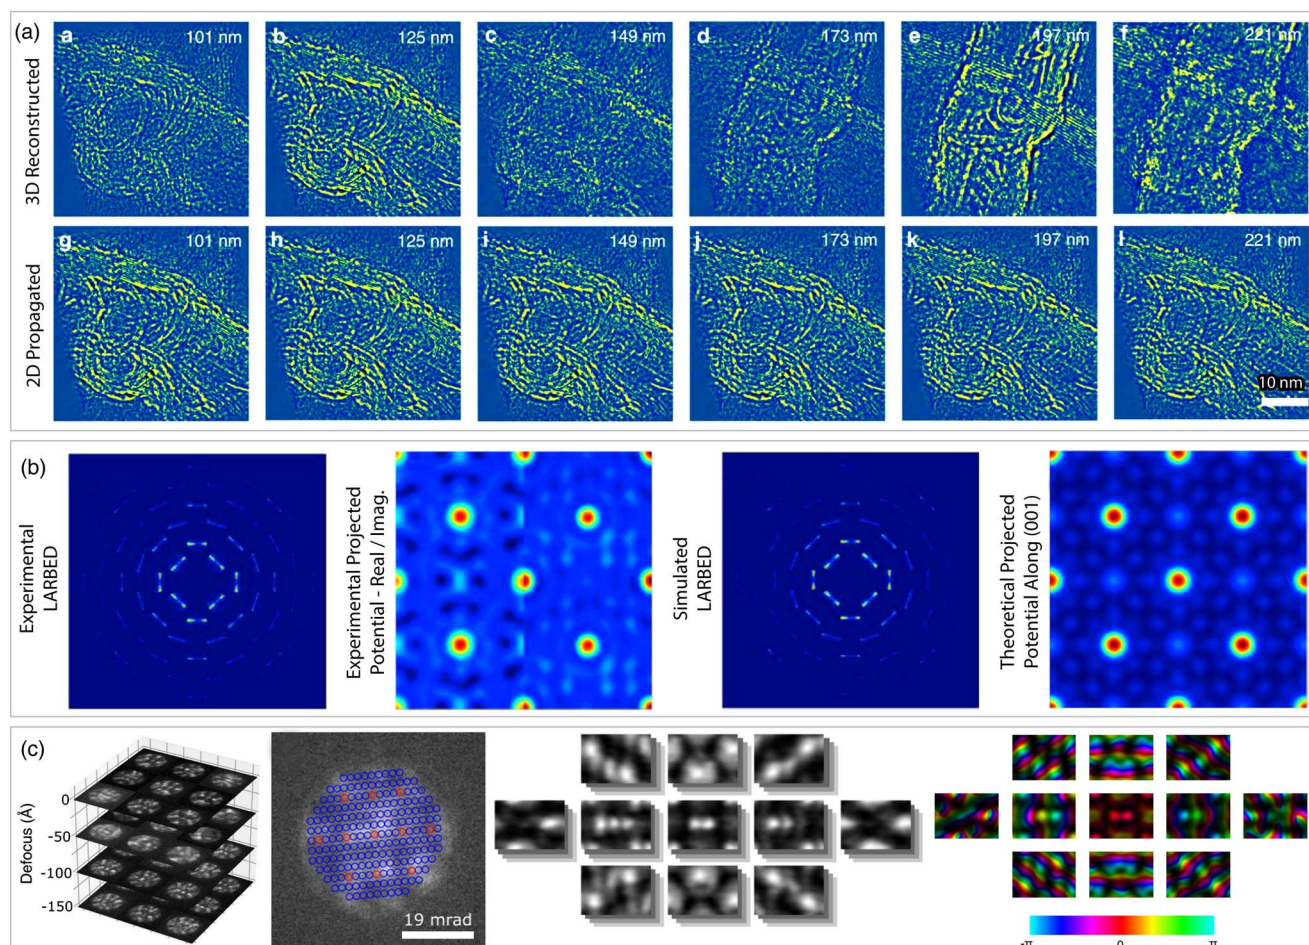 (a)
3D Reconstructed
a 101 nm
b 125 nm
c 149 nm
d 173 nm
e 197 nm
f 221 nm
2D Propagated
g 101 nm
h 125 nm
i 149 nm
j 173 nm
k 197 nm
l 221 nm
10 nm
(b)
Experimental
LARBED
Experimental Projected
Potential - Real / Imag.
Simulated
LARBED
Theoretical Projected
Potential Along (001)
(c)
Defocus (Å)
0
-50
-100
-150
19 mrad
-π 0 π